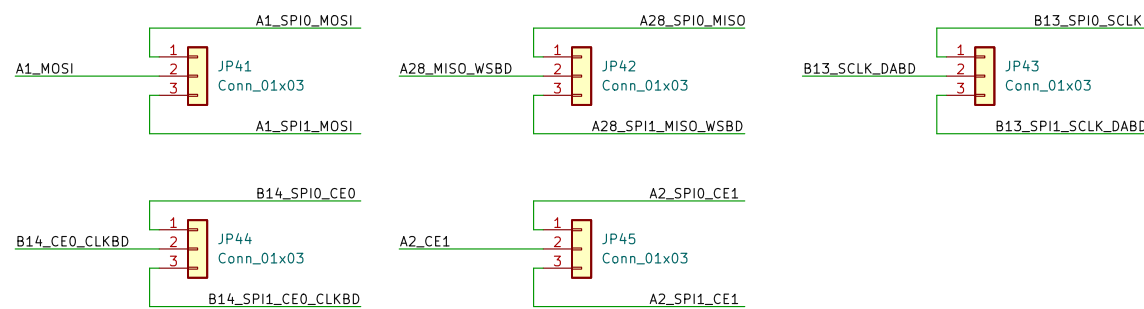 A1_SPI0_MOSI
A1_MOSI
1
2
3
JP41
Conn_01x03
A1_SPI1_MOSI
A28_SPI0_MISO
A28_MISO_WSBD
1
2
3
JP42
Conn_01x03
A28_SPI1_MISO_WSBD
B13_SPI0_SCLK
B13_SCLK_DABD
1
2
3
JP43
Conn_01x03
B13_SPI1_SCLK_DABD
B14_SPI0_CE0
B14_CE0_CLKBD
1
2
3
JP44
Conn_01x03
B14_SPI1_CE0_CLKBD
A2_SPI0_CE1
A2_CE1
1
2
3
JP45
Conn_01x03
A2_SPI1_CE1